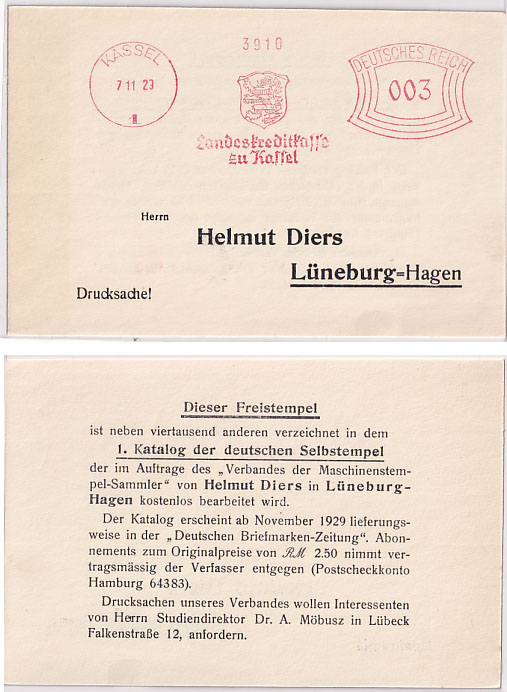 3910
KASSEL
7 11 29
1
DEUTSCHES REICH
003
Landeskreditkasse
zu Kassel
Herrn
Helmut Diers
Lüneburg=Hagen
Drucksache!
Dieser Freistempel
ist neben viertausend anderen verzeichnet in dem
1. Katalog der deutschen Selbstempel
der im Auftrage des „Verbandes der Maschinenstem-
pel-Sammler“ von Helmut Diers in Lüneburg-
Hagen kostenlos bearbeitet wird.
Der Katalog erscheint ab November 1929 lieferungs-
weise in der „Deutschen Briefmarken-Zeitung“. Abon-
nements zum Originalpreise von RM 2.50 nimmt ver-
tragsmässig der Verfasser entgegen (Postscheckkonto
Hamburg 64383).
Drucksachen unseres Verbandes wollen Interessenten
von Herrn Studiendirektor Dr. A. Möbusz in Lübeck
Falkenstraße 12, anfordern.